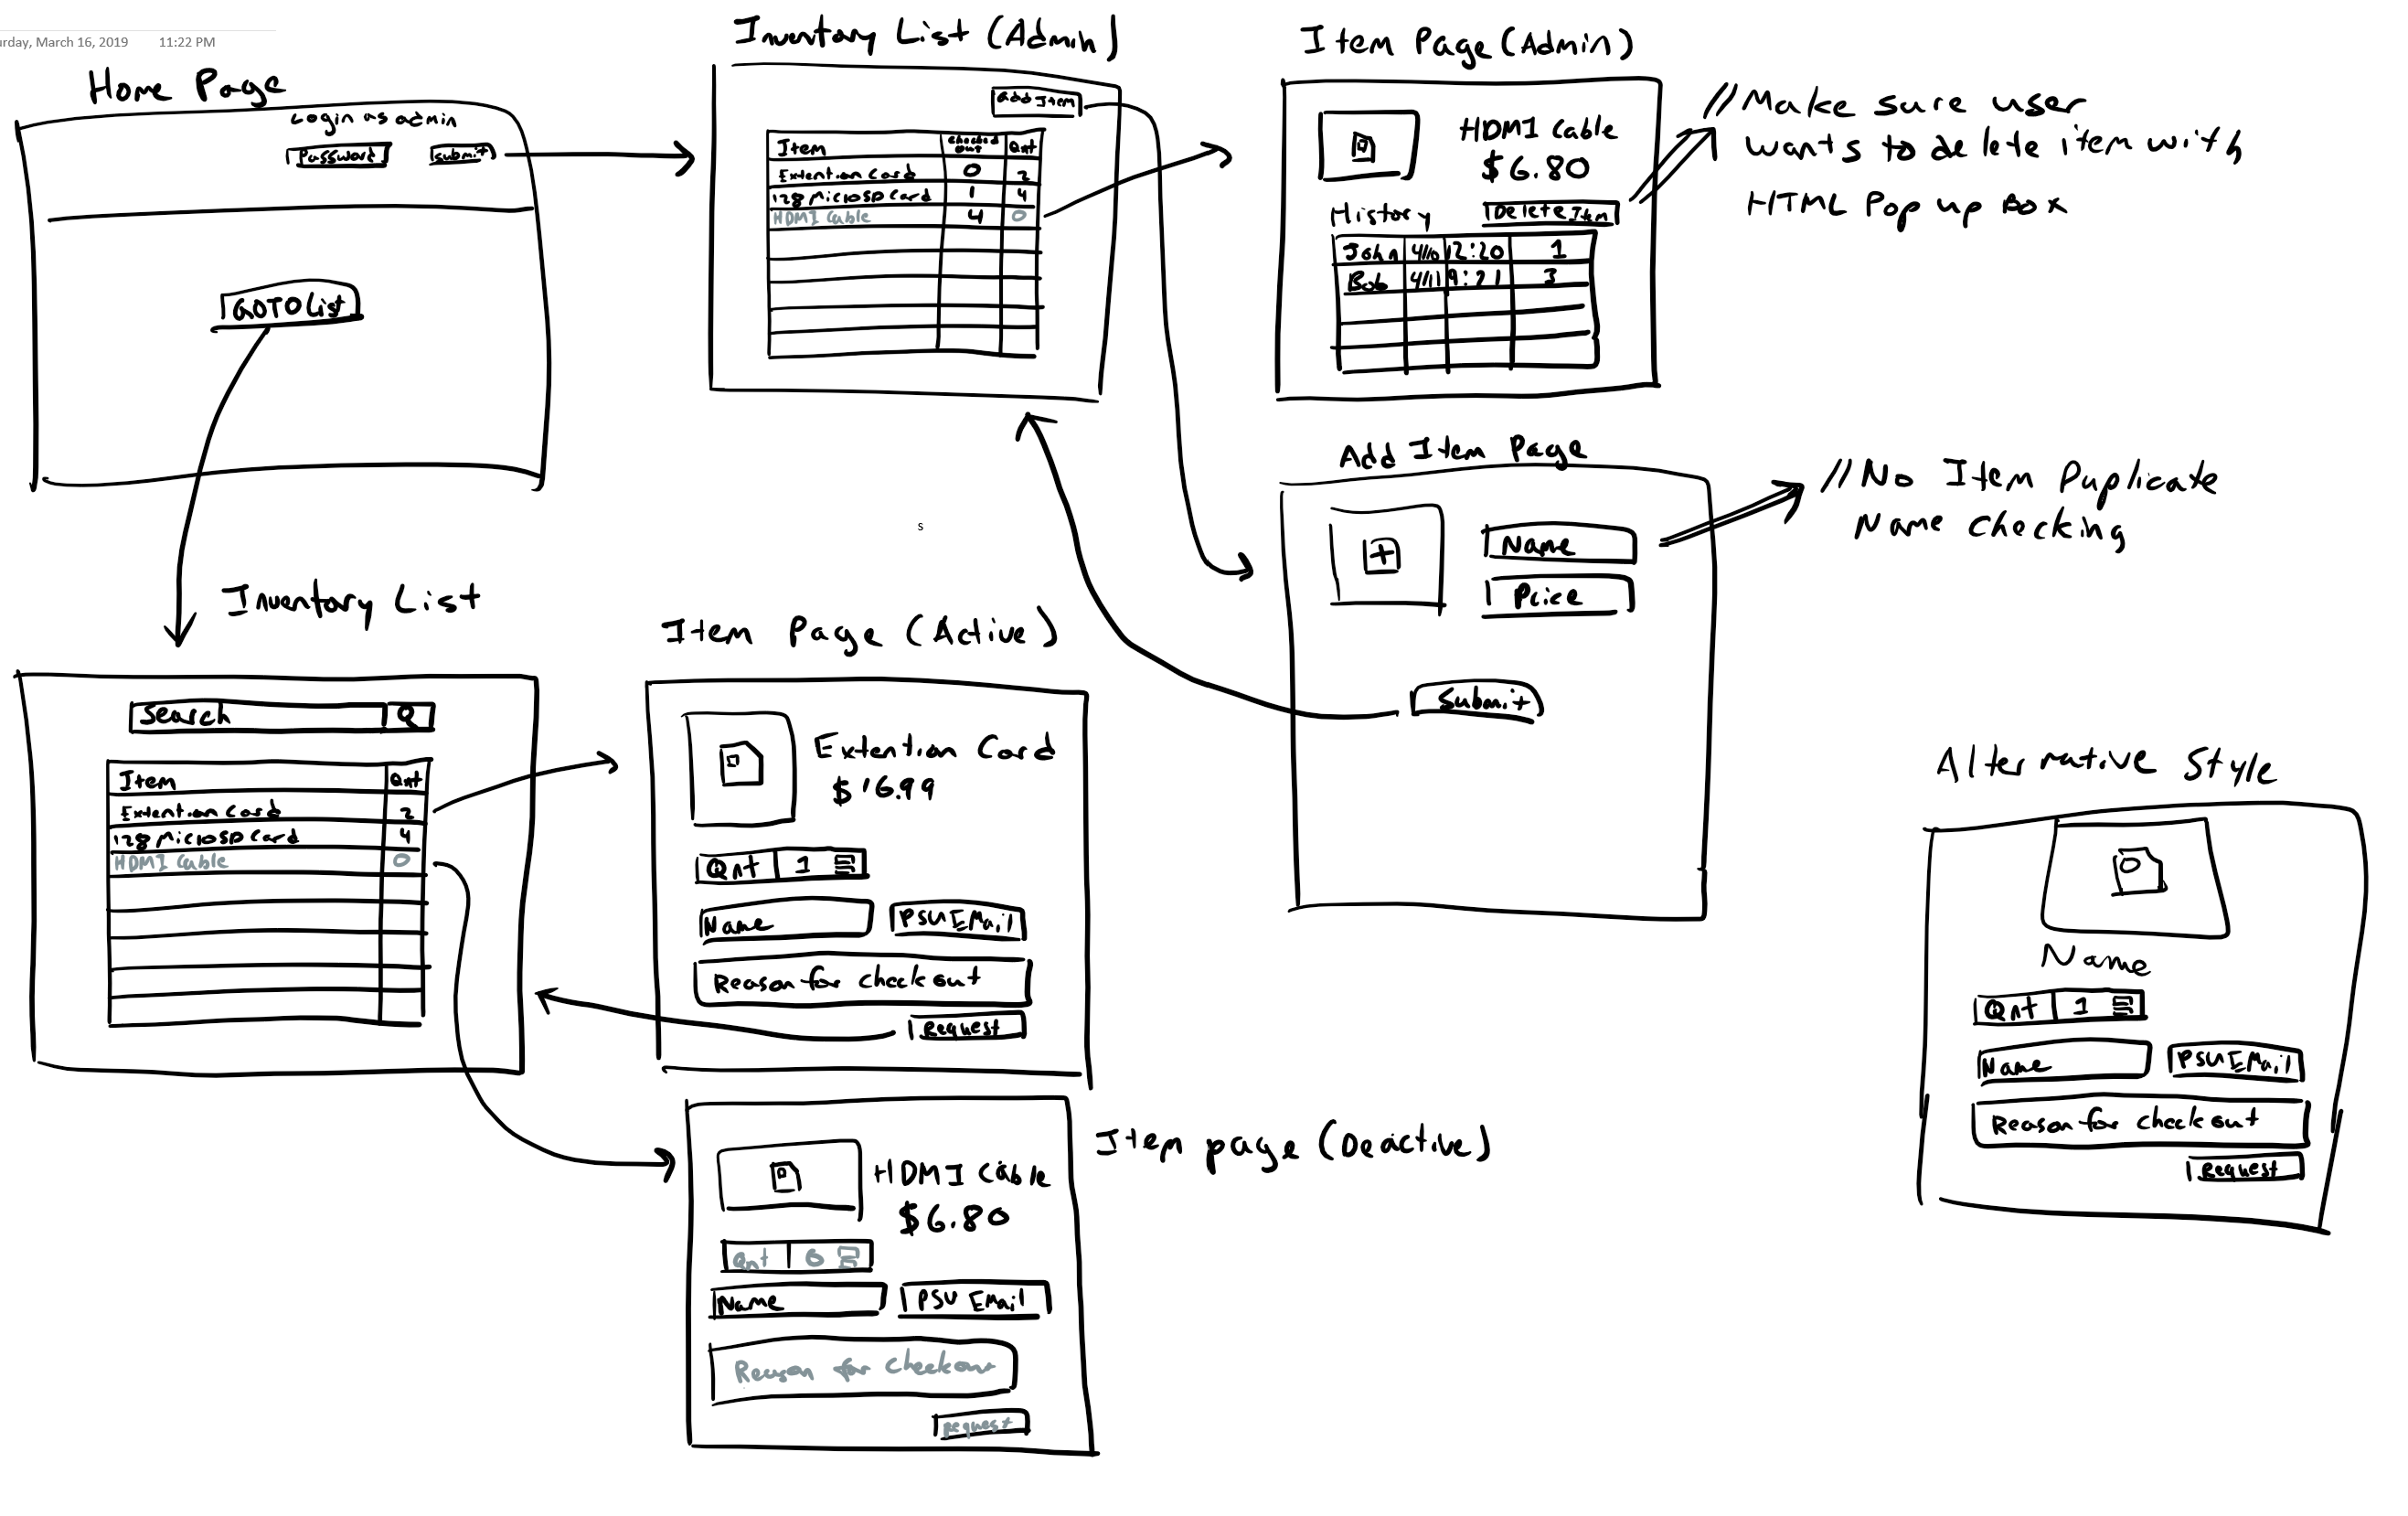 urday, March 16, 2019 11:22 PM
Home Page
Login as admin
Password submit
GOTO List
Inventory List (Admin)
Add Item
Item Checked out Qnt
Extention Cord 0 2
128 MicroSD Card 1 4
HDMI Cable 4 0
Item Page (Admin)
HDMI Cable
$6.80
History Delete Item
John 4/10 12:20 1
Bob 4/11 9:21 3
// Make sure user
wants to delete item with
HTML Pop up Box
Add Item Page
+ Name
Price
Submit
// No Item Duplicate
Name checking
s
Inventory List
Search
Item Qnt
Extention Cord 2
128 MicroSD Card 4
HDMI Cable 0
Item Page (Active)
Extention Cord
$16.99
Qnt 1
Name PSU EMail
Reason for check out
Request
Item page (Deactive)
HDMI Cable
$6.80
Qnt 0
Name PSU EMail
Reason for Checkout
Request
Alternative Style
Name
Qnt 1
Name PSU EMail
Reason for check out
Request